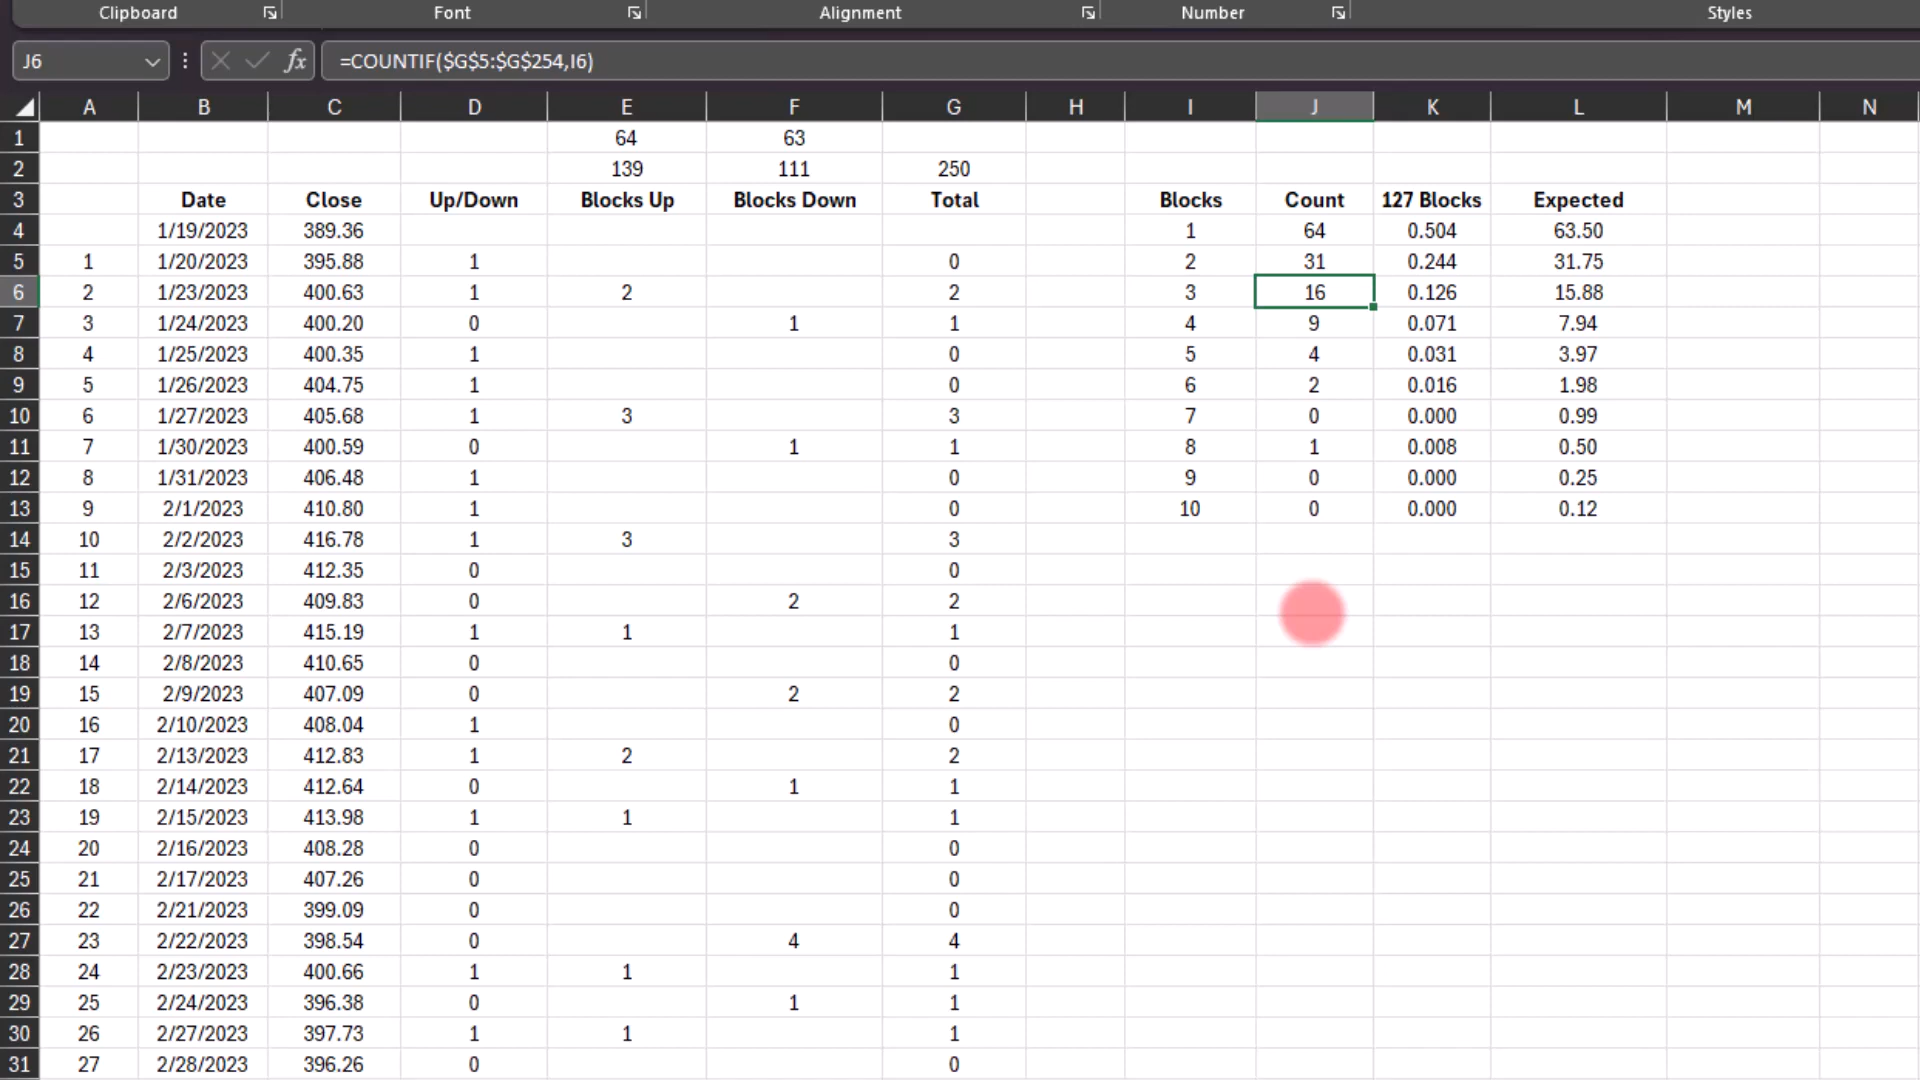 Clipboard Font Alignment Number Styles
J6 fx =COUNTIF($G$5:$G$254,I6)
A B C D E F G H I J K L M N
1 64 63
2 139 111 250
3 Date Close Up/Down Blocks Up Blocks Down Total Blocks Count 127 Blocks Expected
4 1/19/2023 389.36 1 64 0.504 63.50
5 1 1/20/2023 395.88 1 0 2 31 0.244 31.75
6 2 1/23/2023 400.63 1 2 2 3 16 0.126 15.88
7 3 1/24/2023 400.20 0 1 1 4 9 0.071 7.94
8 4 1/25/2023 400.35 1 0 5 4 0.031 3.97
9 5 1/26/2023 404.75 1 0 6 2 0.016 1.98
10 6 1/27/2023 405.68 1 3 3 7 0 0.000 0.99
11 7 1/30/2023 400.59 0 1 1 8 1 0.008 0.50
12 8 1/31/2023 406.48 1 0 9 0 0.000 0.25
13 9 2/1/2023 410.80 1 0 10 0 0.000 0.12
14 10 2/2/2023 416.78 1 3 3
15 11 2/3/2023 412.35 0 0
16 12 2/6/2023 409.83 0 2 2
17 13 2/7/2023 415.19 1 1 1
18 14 2/8/2023 410.65 0 0
19 15 2/9/2023 407.09 0 2 2
20 16 2/10/2023 408.04 1 0
21 17 2/13/2023 412.83 1 2 2
22 18 2/14/2023 412.64 0 1 1
23 19 2/15/2023 413.98 1 1 1
24 20 2/16/2023 408.28 0 0
25 21 2/17/2023 407.26 0 0
26 22 2/21/2023 399.09 0 0
27 23 2/22/2023 398.54 0 4 4
28 24 2/23/2023 400.66 1 1 1
29 25 2/24/2023 396.38 0 1 1
30 26 2/27/2023 397.73 1 1 1
31 27 2/28/2023 396.26 0 0